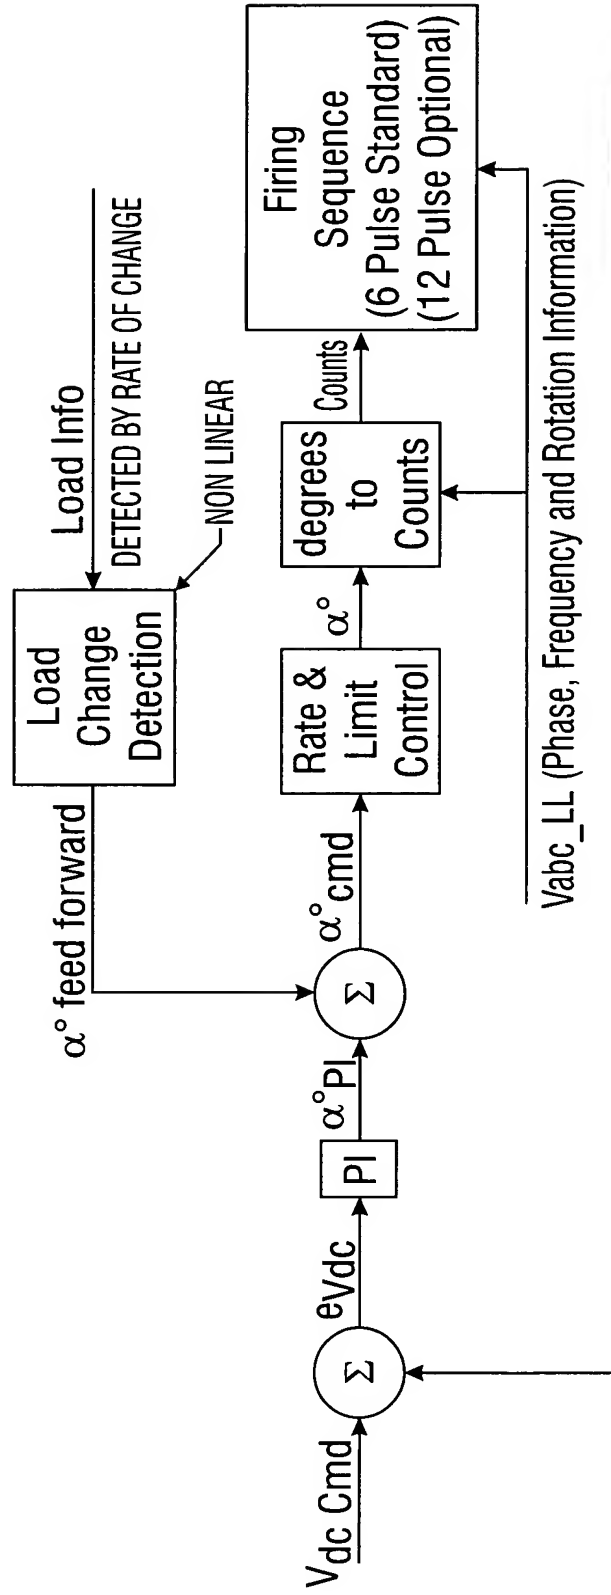 Load Info
DETECTED BY RATE OF CHANGE
NON LINEAR
Load
Change
Detection
α° feed forward
Vdc Cmd
Σ
eVdc
PI
α°PI
Σ
α°cmd
Rate &
Limit
Control
α°
degrees
to
Counts
Counts
Firing
Sequence
(6 Pulse Standard)
(12 Pulse Optional)
Vabc_LL (Phase, Frequency and Rotation Information)